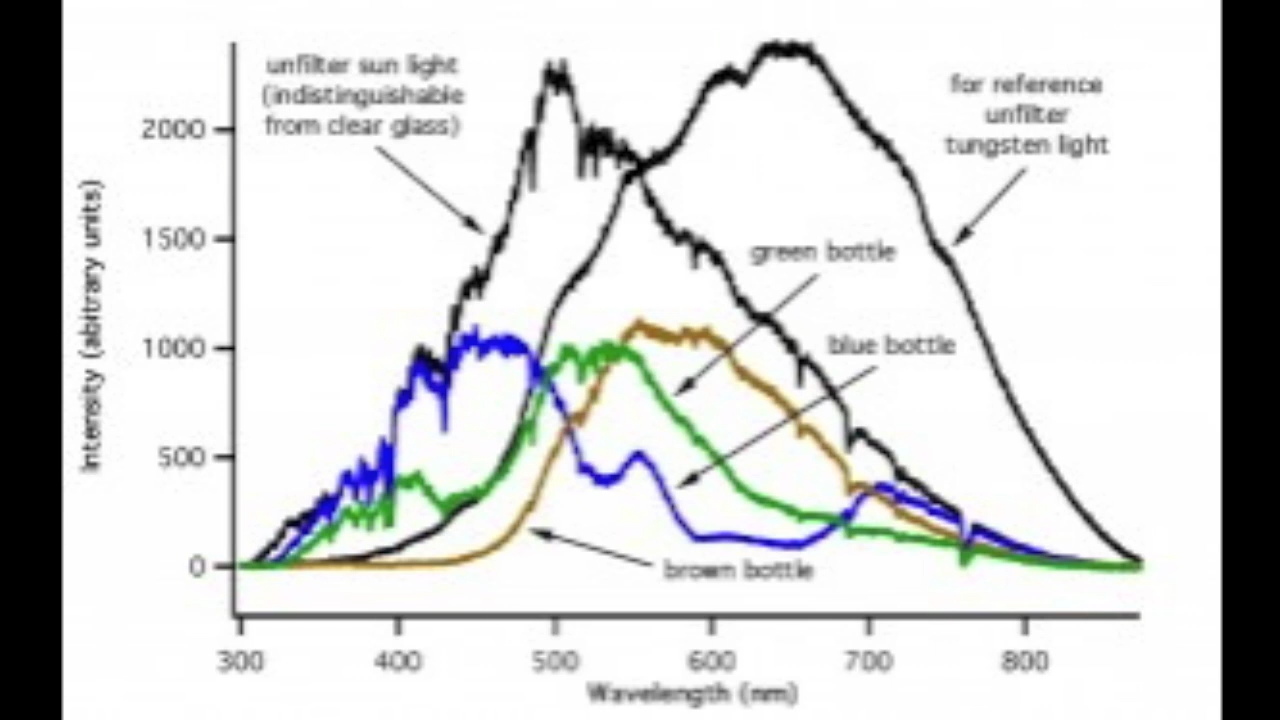 unfilter sun light
(indistinguishable
from clear glass)
for reference
unfilter
tungsten light
green bottle
blue bottle
brown bottle
Intensity (abitrary units)
2000
1500
1000
500
0
300
400
500
600
700
800
Wavelength (nm)